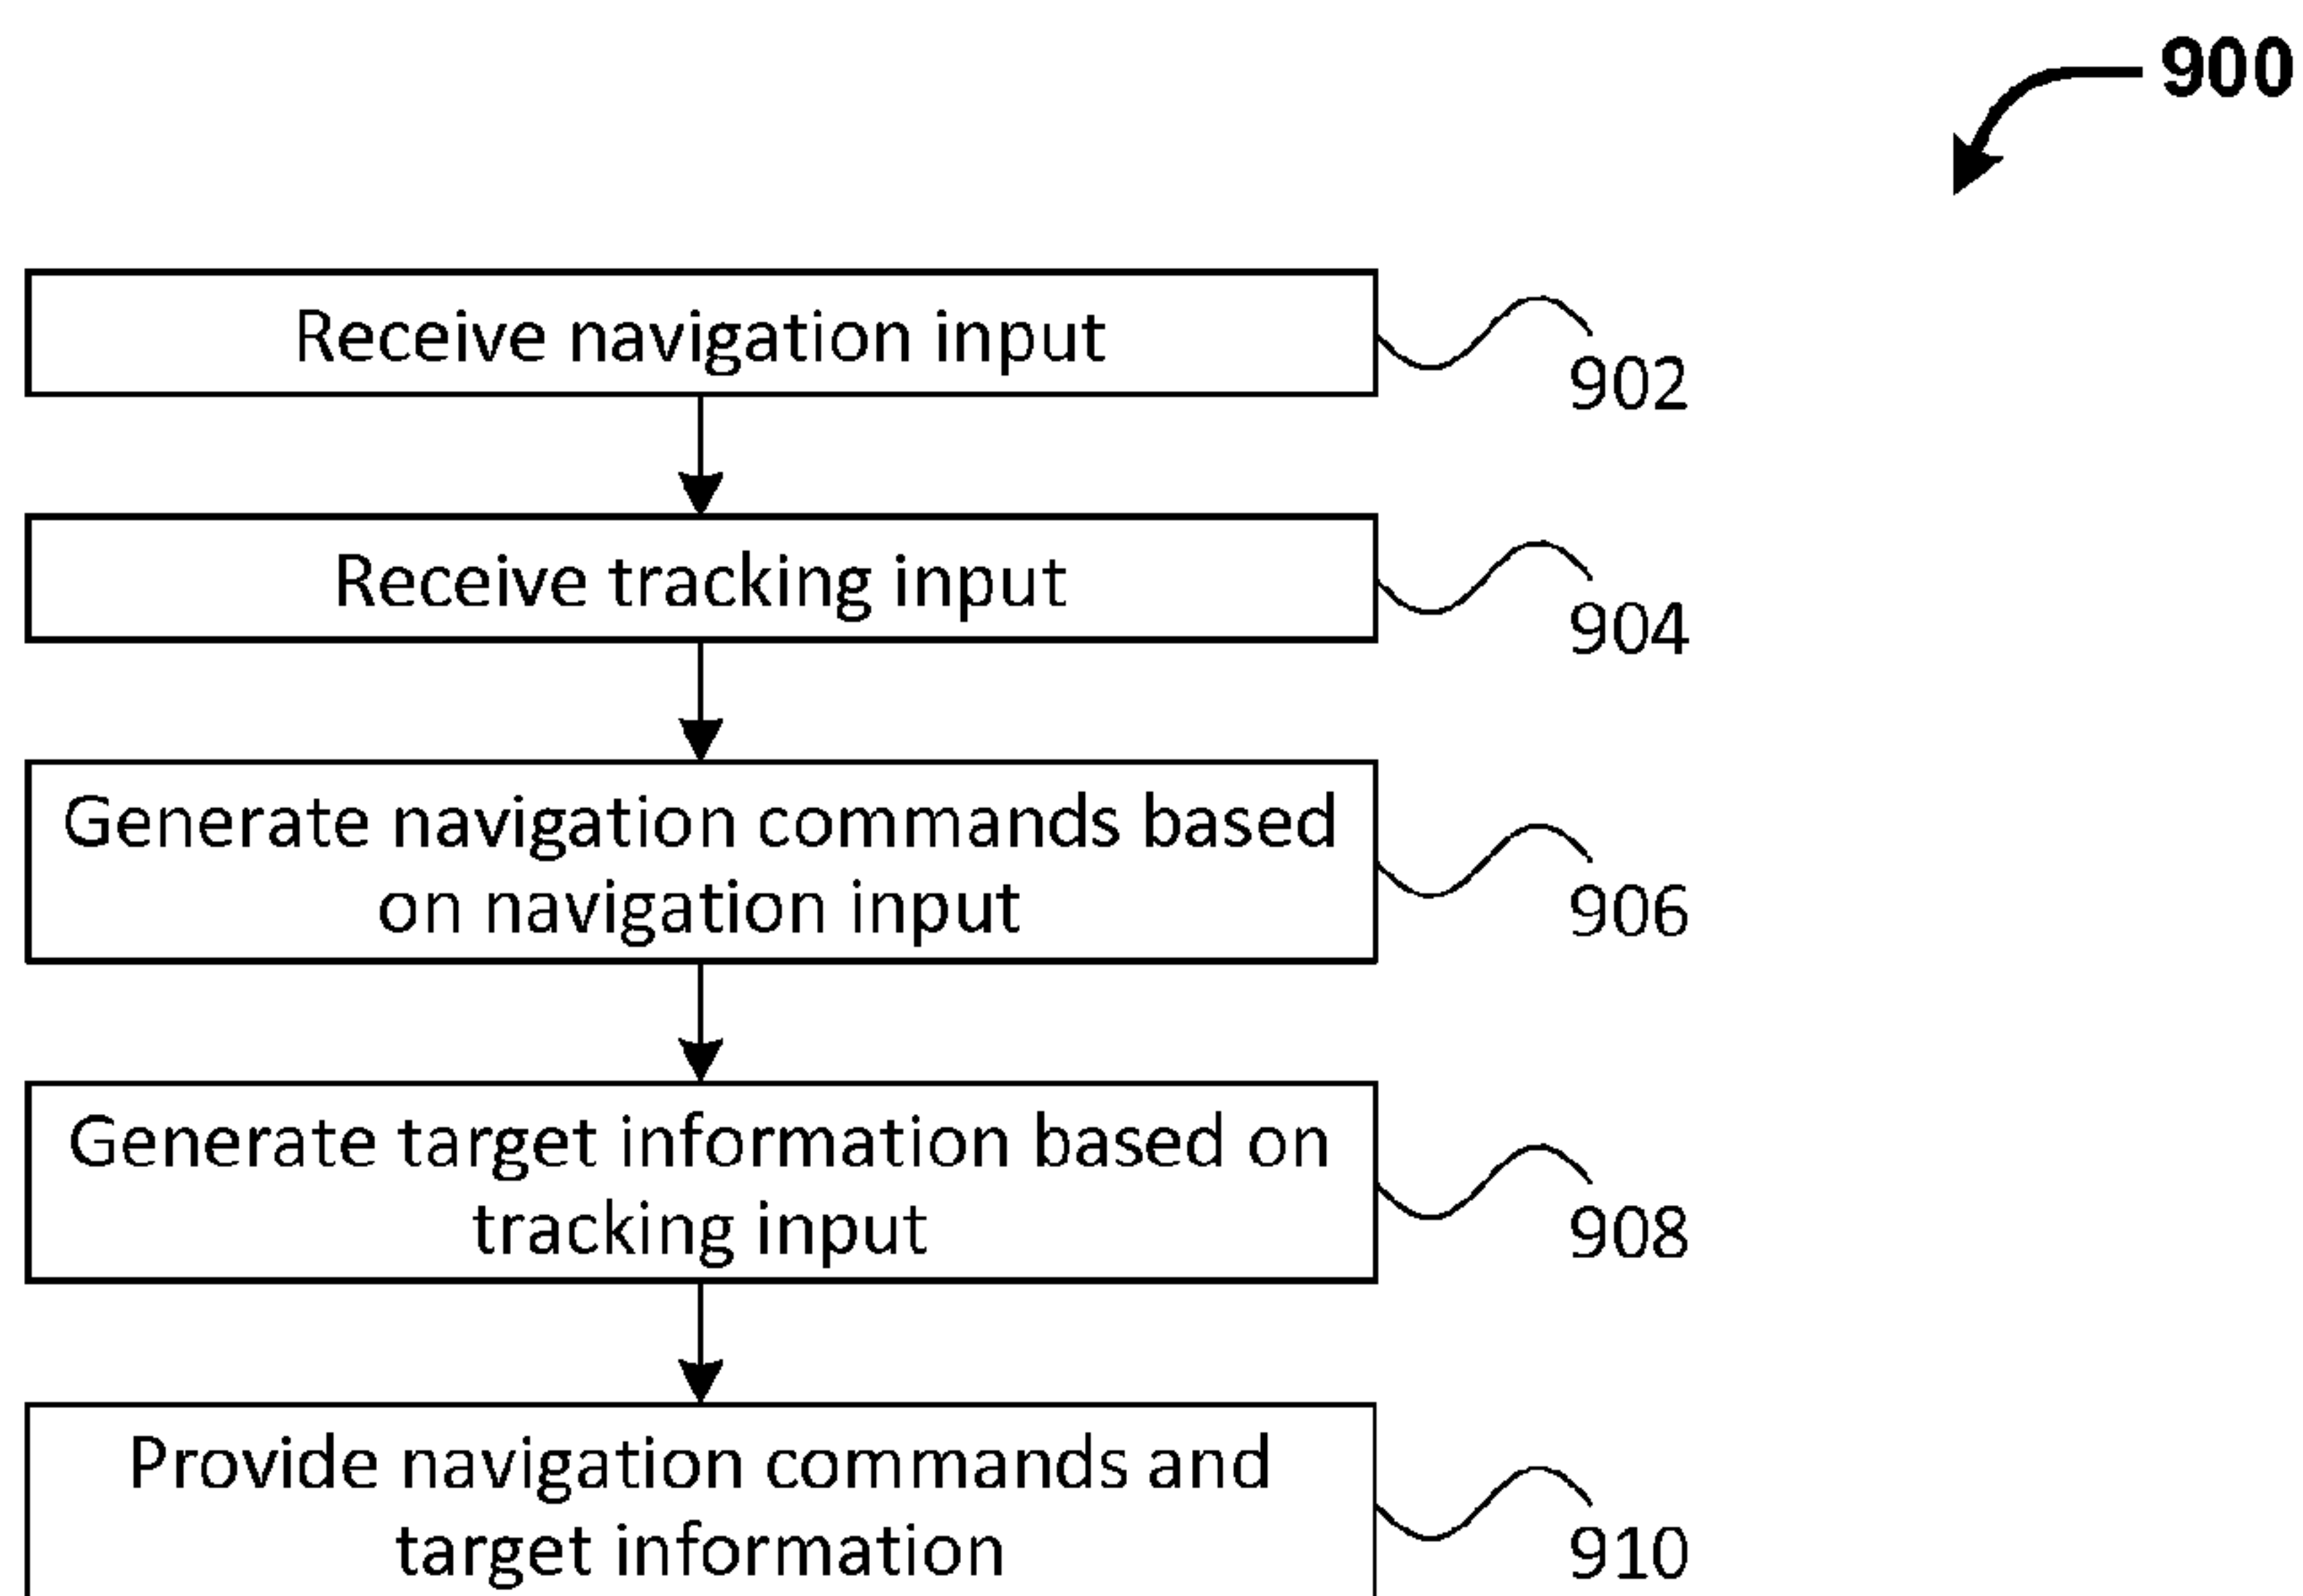 900
Receive navigation input
902
Receive tracking input
904
Generate navigation commands based
on navigation input
906
Generate target information based on
tracking input
908
Provide navigation commands and
target information
910